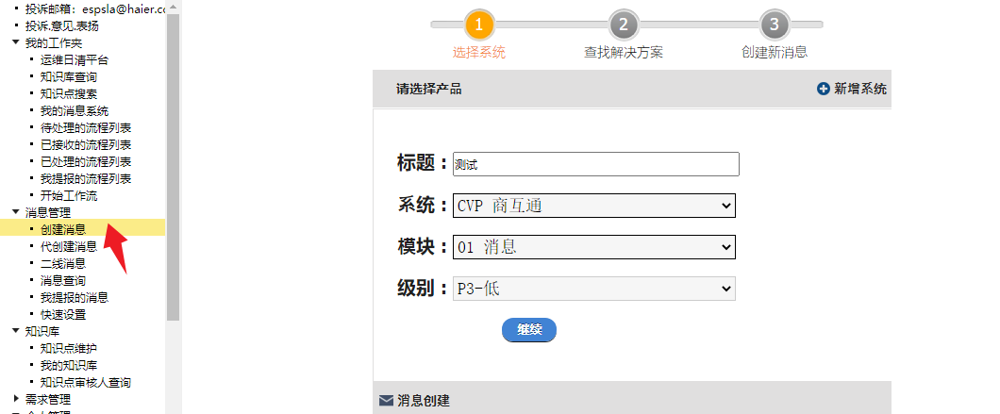 投诉邮箱：espsla@haier.co
投诉.意见.表扬
我的工作夹
运维日清平台
知识库查询
知识点搜索
我的消息系统
待处理的流程列表
已接收的流程列表
已处理的流程列表
我提报的流程列表
开始工作流
消息管理
创建消息
代创建消息
二线消息
消息查询
我提报的消息
快速设置
知识库
知识点维护
我的知识库
知识点审核人查询
需求管理
1 2 3
选择系统 查找解决方案 创建新消息
请选择产品 新增系统
标题：测试
系统：CVP 商互通
模块：01 消息
级别：P3-低
继续
消息创建